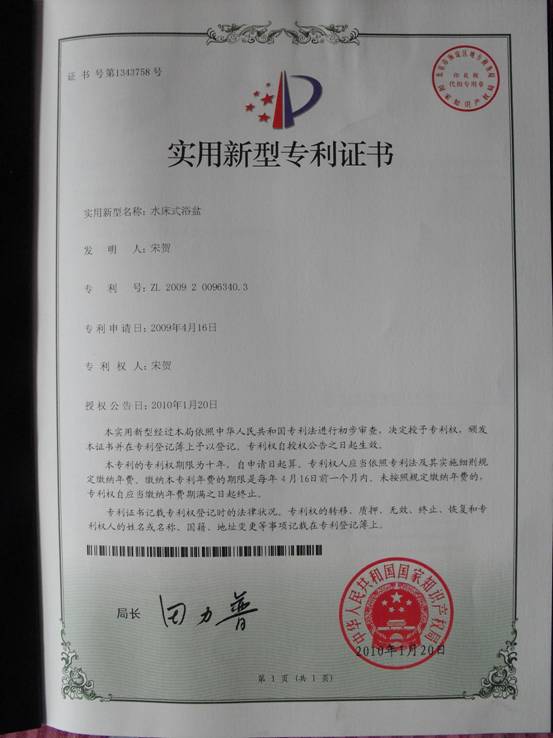 证书号第1343758号
印花税
代扣专用章
国家知识产权局
实用新型专利证书
实用新型名称：水床式浴盆
发明人：宋贺
专利号：ZL 2009 2 0096340.3
专利申请日：2009年4月16日
专利权人：宋贺
授权公告日：2010年1月20日
本实用新型经过本局依照中华人民共和国专利法进行初步审查，决定授予专利权，颁发
本证书并在专利登记簿上予以登记。专利权自授权公告之日起生效。
本专利的专利权期限为十年，自申请日起算。专利权人应当依照专利法及其实施细则规
定缴纳年费。缴纳本专利年费的期限是每年4月16日前一个月内。未按照规定缴纳年费的，
专利权自应当缴纳年费期满之日起终止。
专利证书记载专利权登记时的法律状况。专利权的转移、质押、无效、终止、恢复和专
利权人的姓名或名称、国籍、地址变更等事项记载在专利登记簿上。
局长
田力普
中华人民共和国国家知识产权局
2010年1月20日
第1页（共1页）